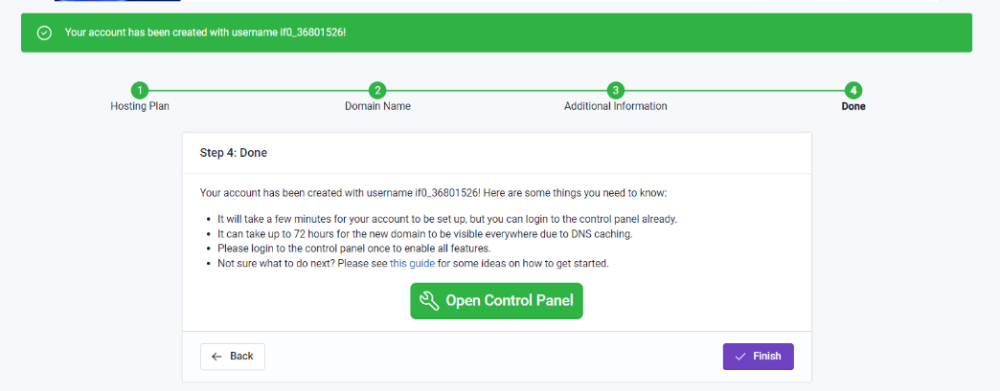 Your account has been created with username if0_36801526!
1 2 3 4
Hosting Plan Domain Name Additional Information Done
Step 4: Done
Your account has been created with username if0_36801526! Here are some things you need to know:
• It will take a few minutes for your account to be set up, but you can login to the control panel already.
• It can take up to 72 hours for the new domain to be visible everywhere due to DNS caching.
• Please login to the control panel once to enable all features.
• Not sure what to do next? Please see this guide for some ideas on how to get started.
Open Control Panel
Back Finish